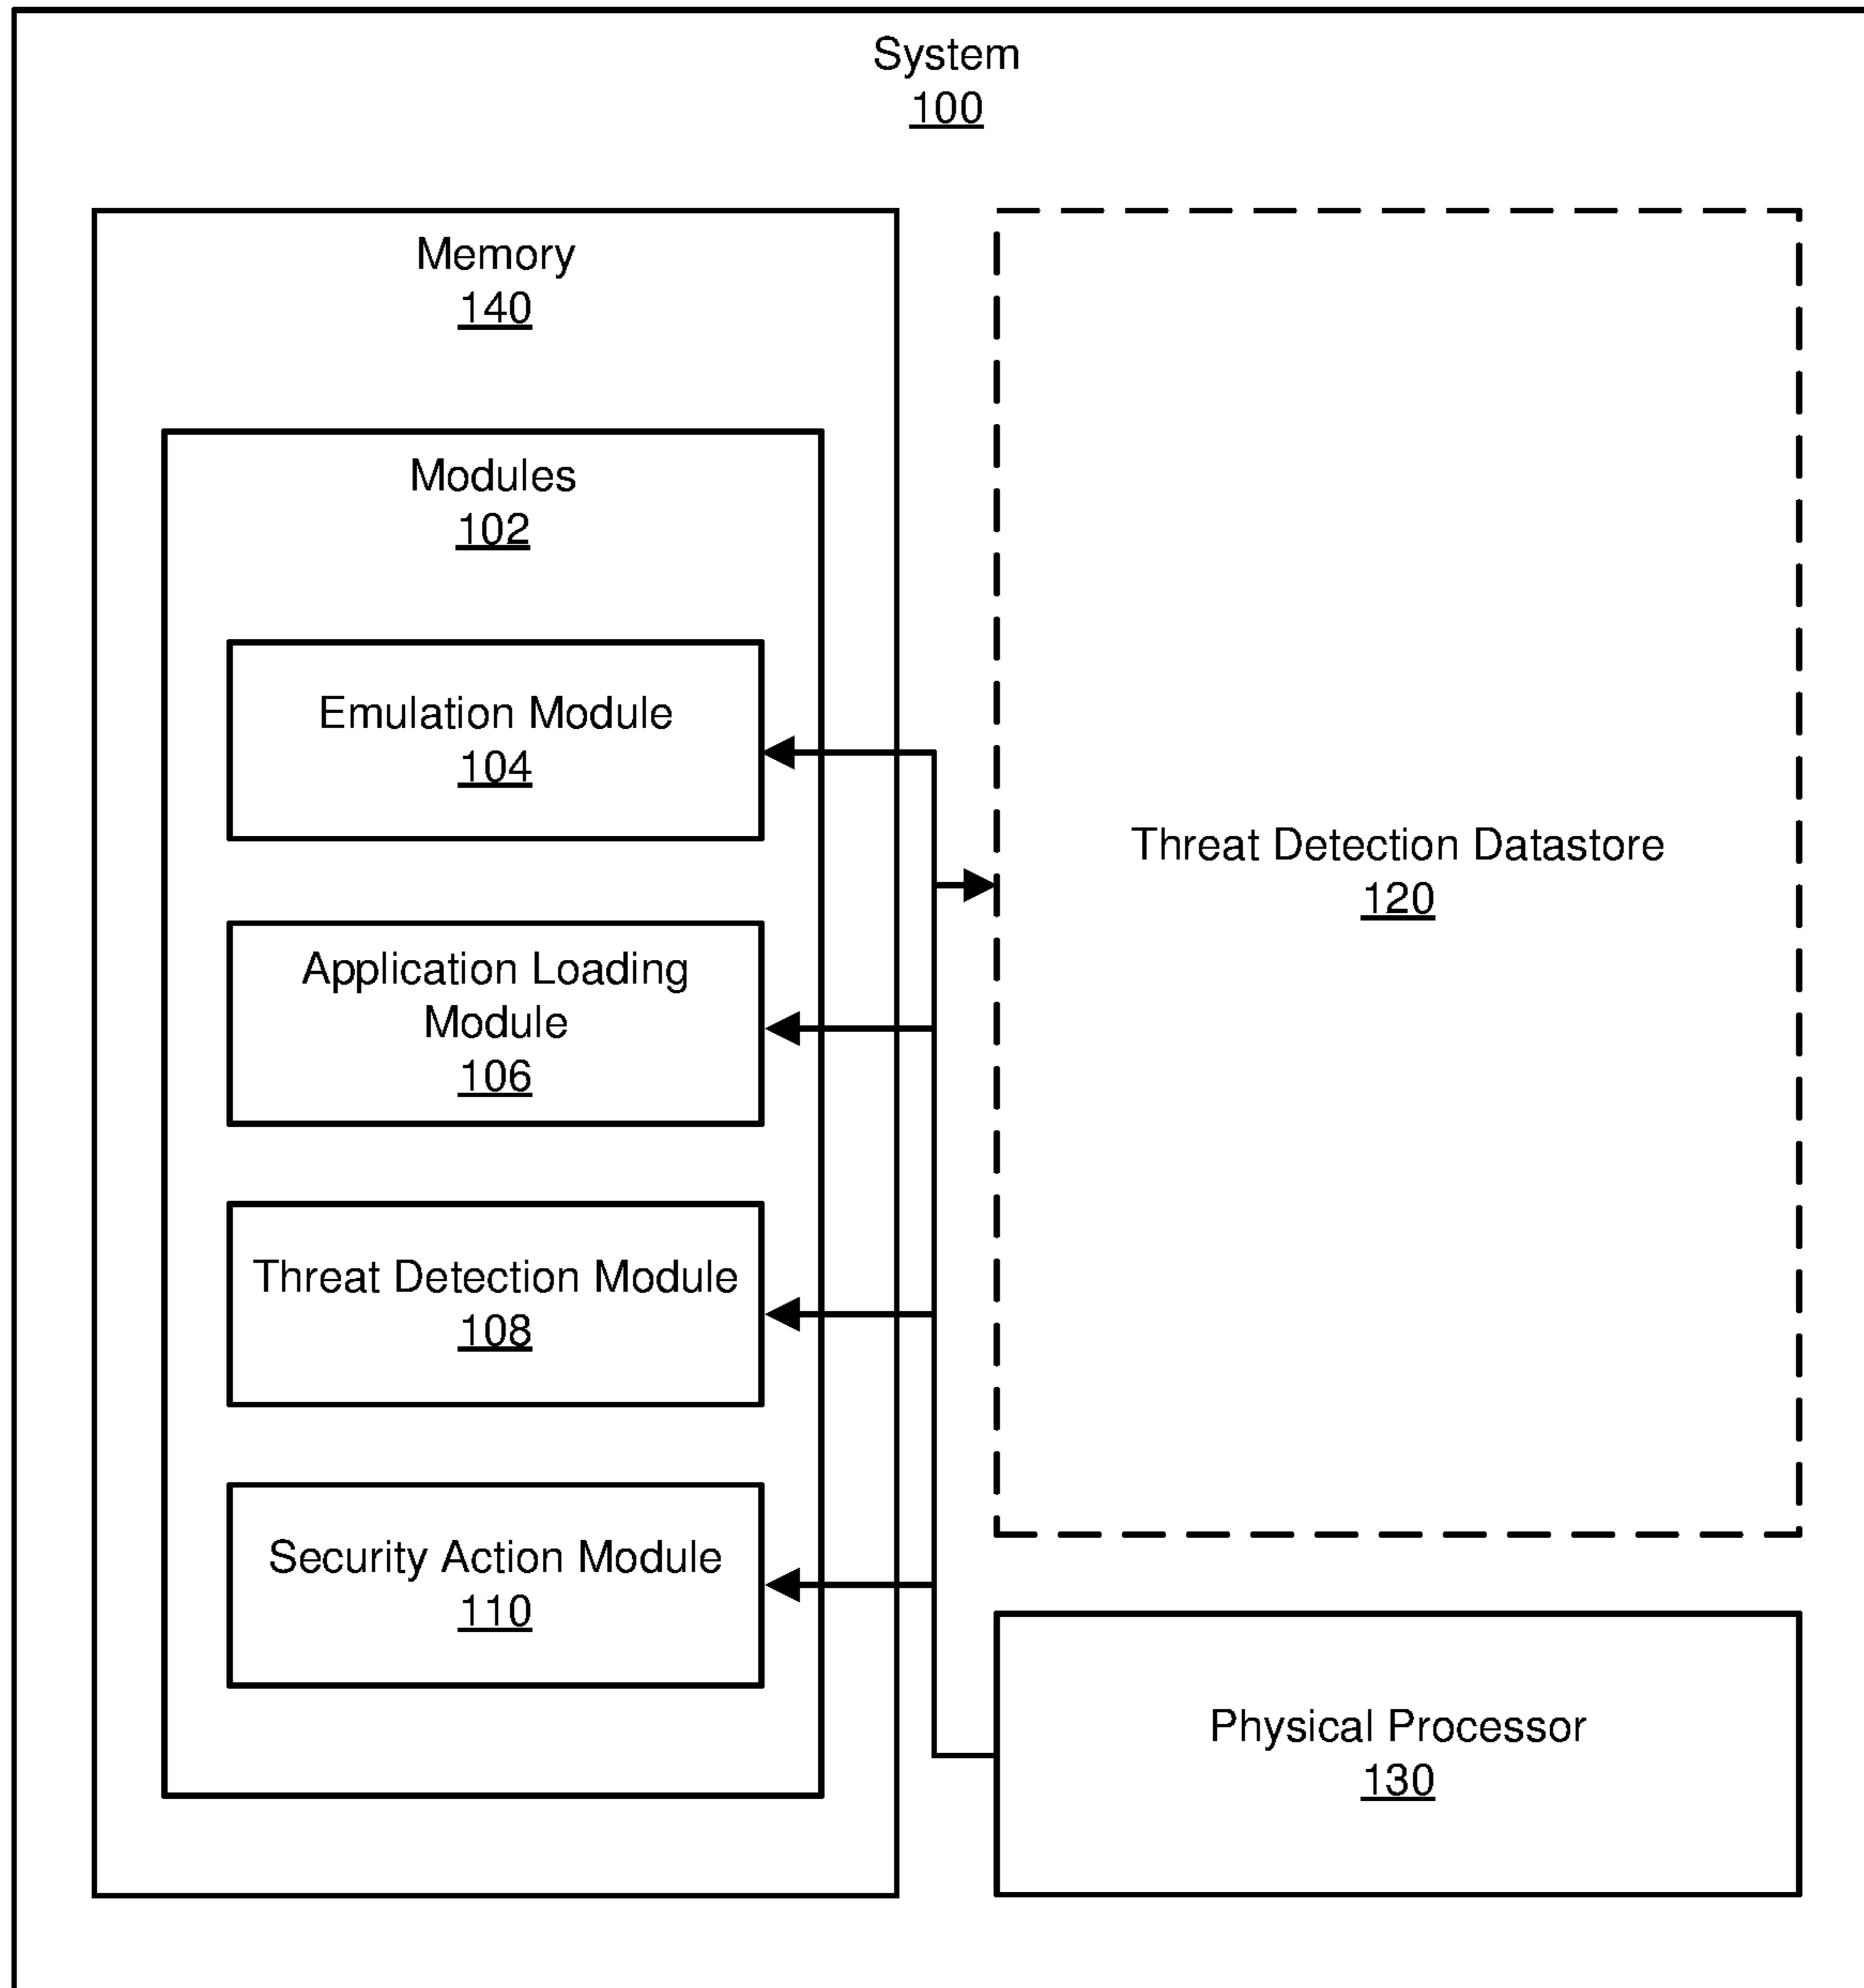 System
100
Memory
140
Modules
102
Emulation Module
104
Application Loading
Module
106
Threat Detection Module
108
Security Action Module
110
Threat Detection Datastore
120
Physical Processor
130